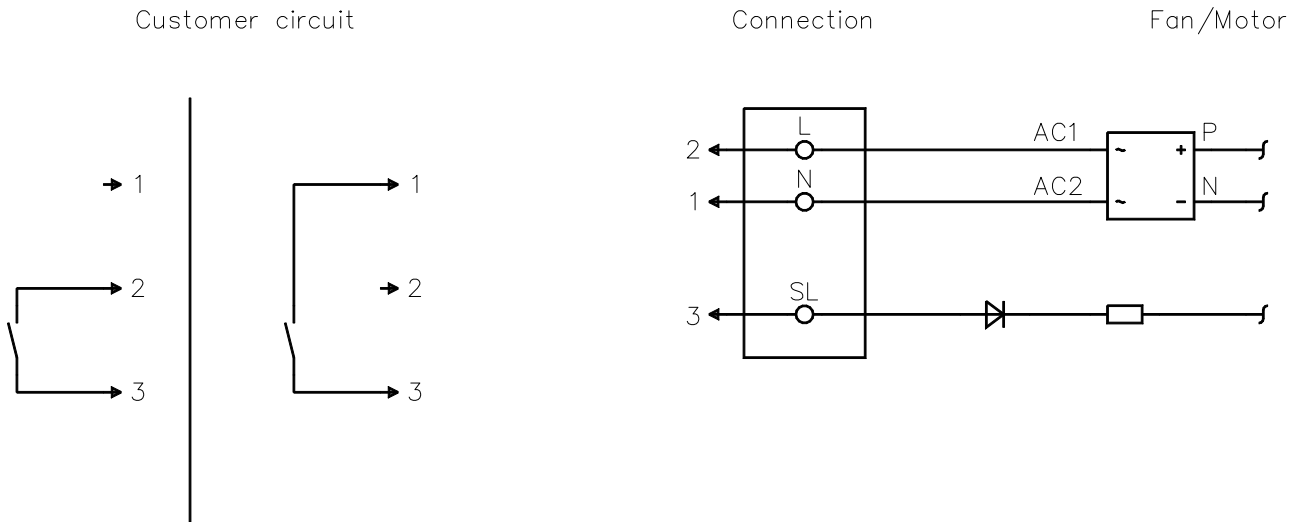 Customer circuit
Connection
Fan/Motor
L
2
AC1
~
+
P
1
1
N
1
AC2
~
-
N
2
2
SL
3
3
3